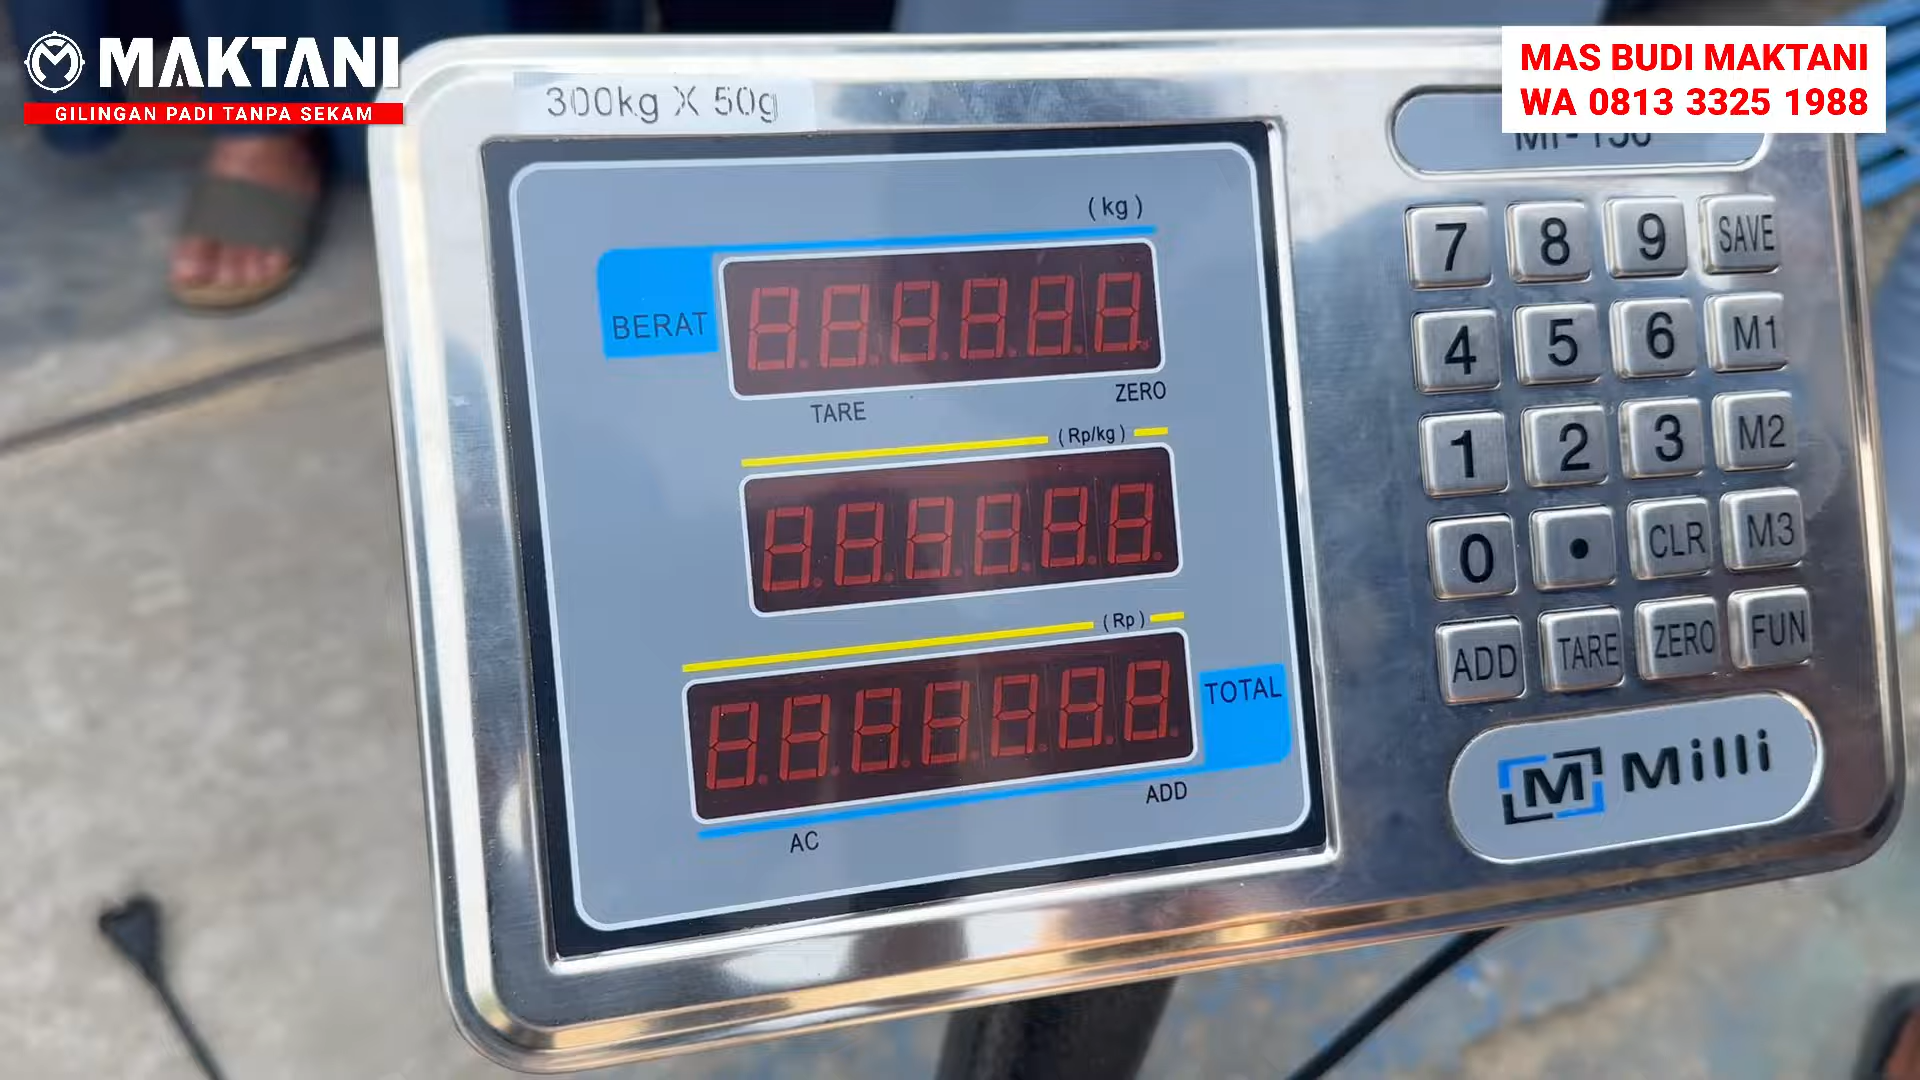 MAKTANI
GILINGAN PADI TANPA SEKAM
MAS BUDI MAKTANI
WA 0813 3325 1988
300kg X 50g
(kg)
BERAT
TARE
ZERO
(Rp/kg)
(Rp)
TOTAL
AC
ADD
7 8 9 SAVE
4 5 6 M1
1 2 3 M2
0 . CLR M3
ADD TARE ZERO FUN
M Milli